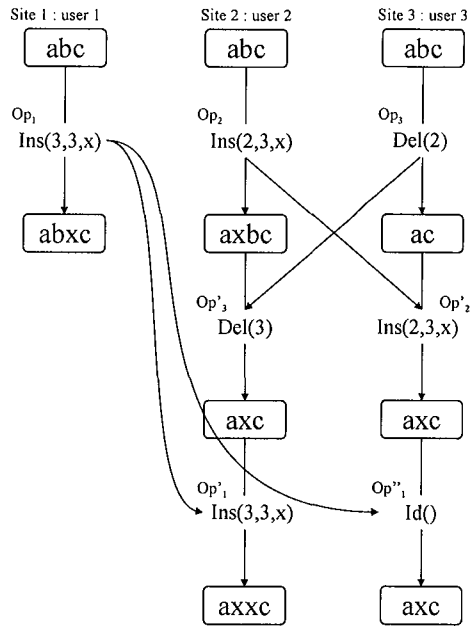 Site 1 : user 1 Site 2 : user 2 Site 3 : user 3
abc abc abc
Op1 Op2 Op3
Ins(3,3,x) Ins(2,3,x) Del(2)
abxc axbc ac
Op'3 Op'2
Del(3) Ins(2,3,x)
axc axc
Op'1 Op"1
Ins(3,3,x) Id()
axxc axc